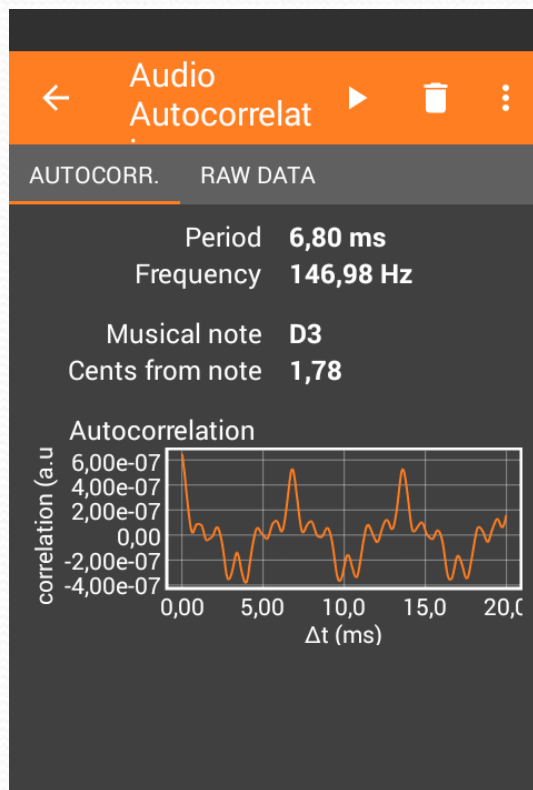 Audio
Autocorrelat
AUTOCORR. RAW DATA
Period 6,80 ms
Frequency 146,98 Hz
Musical note D3
Cents from note 1,78
Autocorrelation
correlation (a.u
6,00e-07
4,00e-07
2,00e-07
0,00
-2,00e-07
-4,00e-07
0,00 5,00 10,0 15,0 20,0
Δt (ms)